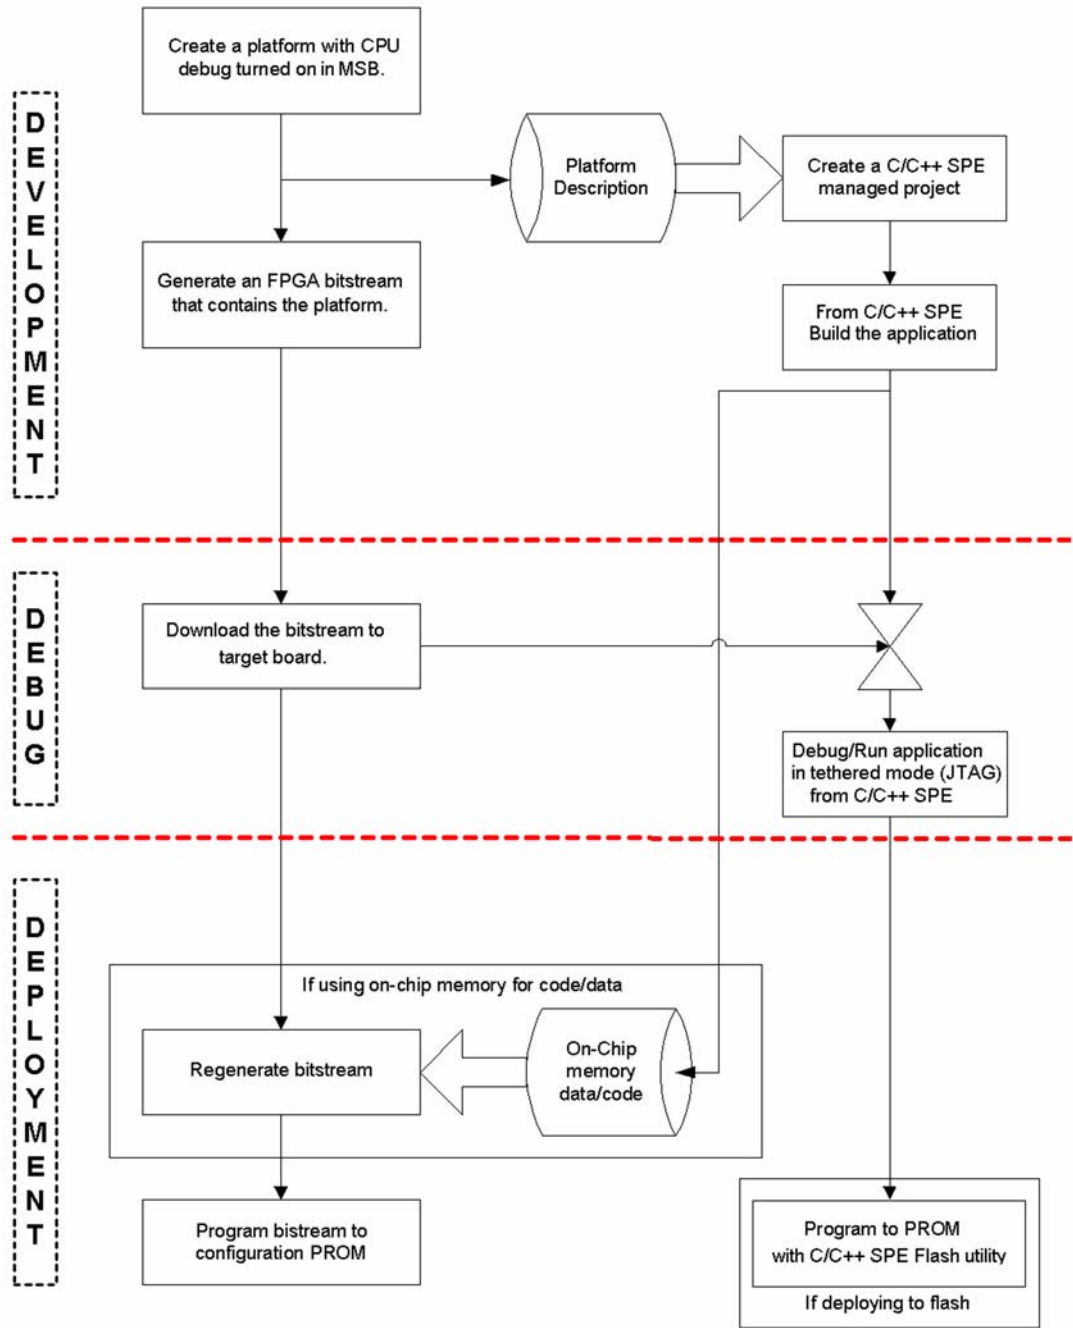 DEVELOPMENT
Create a platform with CPU
debug turned on in MSB.
Platform
Description
Create a C/C++ SPE
managed project
Generate an FPGA bitstream
that contains the platform.
From C/C++ SPE
Build the application
DEBUG
Download the bitstream to
target board.
Debug/Run application
in tethered mode (JTAG)
from C/C++ SPE
DEPLOYMENT
If using on-chip memory for code/data
Regenerate bitstream
On-Chip
memory
data/code
Program bistream to
configuration PROM
Program to PROM
with C/C++ SPE Flash utility
If deploying to flash